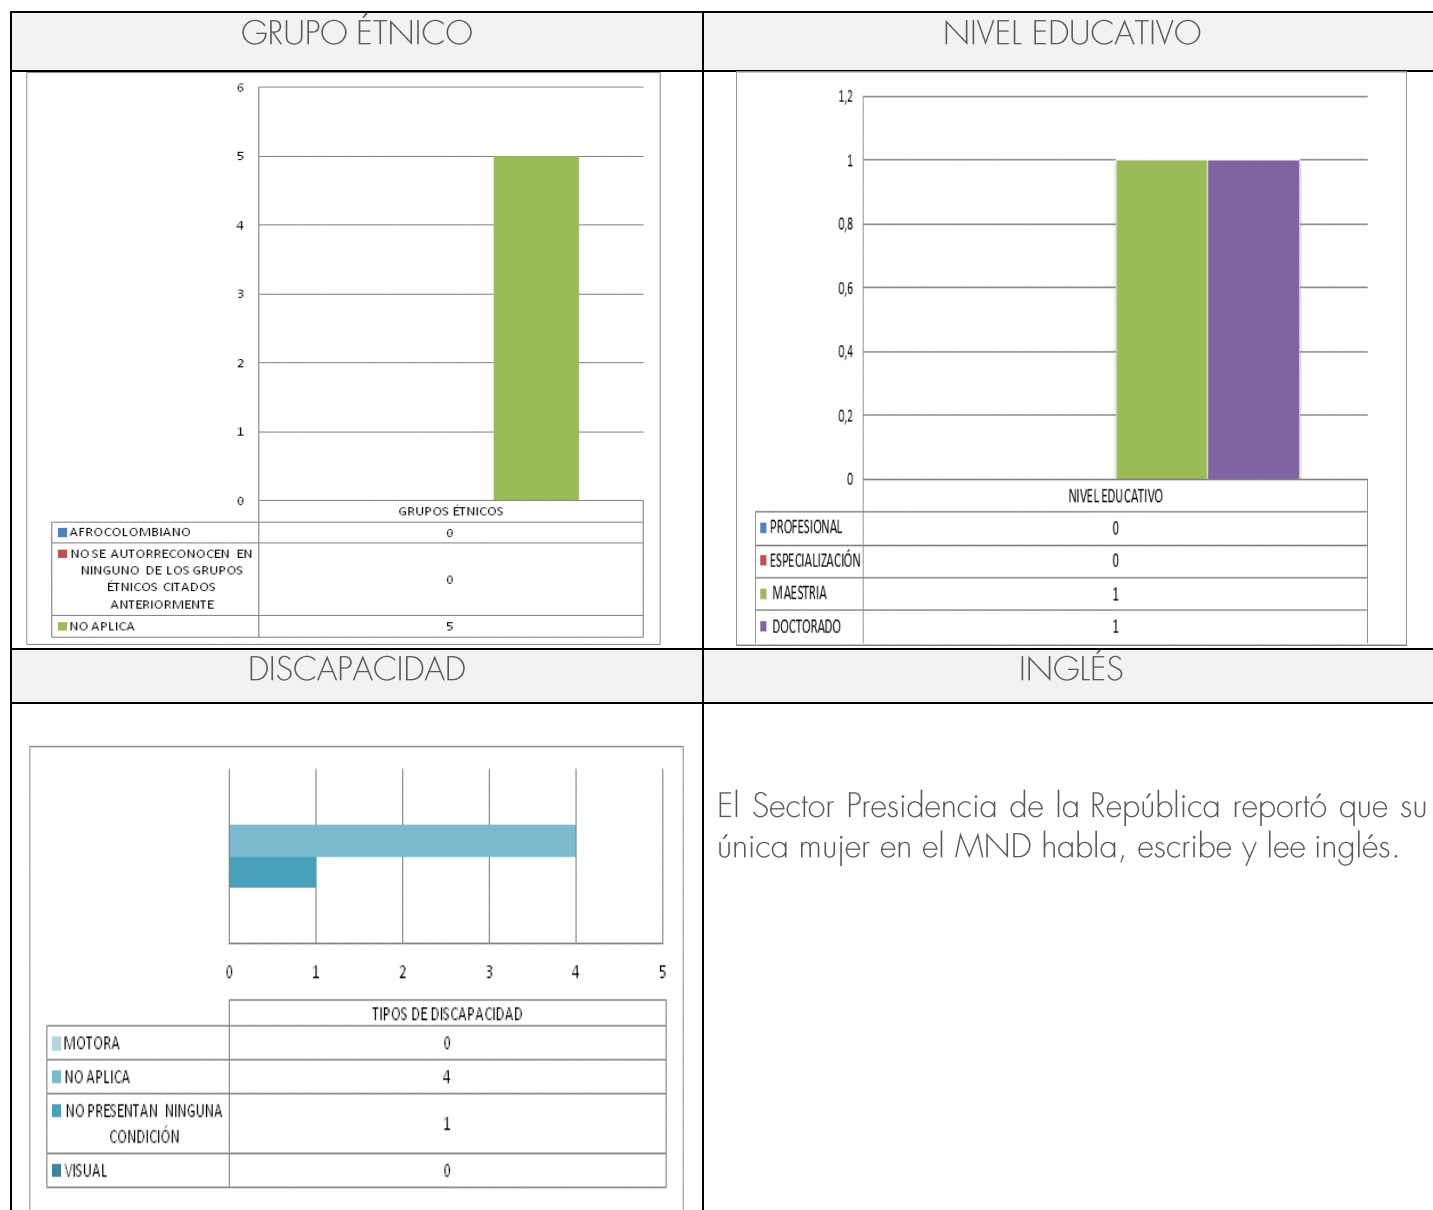 GRUPO ÉTNICO
NIVEL EDUCATIVO
6
5
4
3
2
1
0
GRUPOS ÉTNICOS
AFROCOLOMBIANO 0
NO SE AUTORRECONOCEN EN
NINGUNO DE LOS GRUPOS
ÉTNICOS CITADOS
ANTERIORMENTE
0
NO APLICA 5
1,2
1
0,8
0,6
0,4
0,2
0
NIVEL EDUCATIVO
PROFESIONAL 0
ESPECIALIZACIÓN 0
MAESTRIA 1
DOCTORADO 1
DISCAPACIDAD
INGLÉS
0 1 2 3 4 5
TIPOS DE DISCAPACIDAD
MOTORA 0
NO APLICA 4
NO PRESENTAN NINGUNA
CONDICIÓN
1
VISUAL 0
El Sector Presidencia de la República reportó que su
única mujer en el MND habla, escribe y lee inglés.